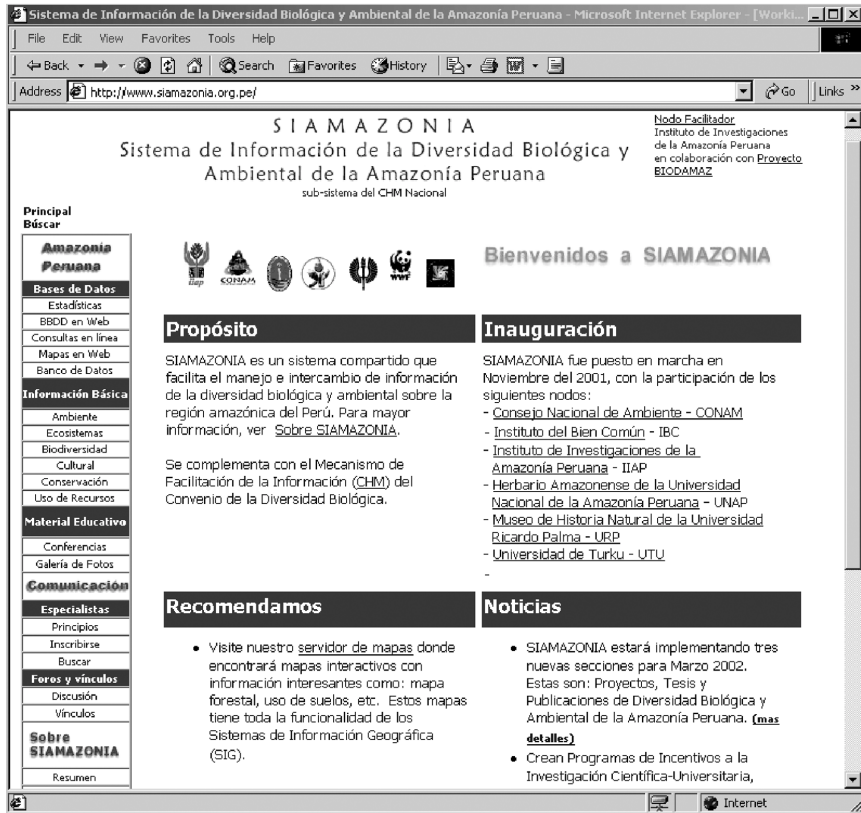 Sistema de Información de la Diversidad Biológica y Ambiental de la Amazonía Peruana - Microsoft Internet Explorer - [Worki...
File Edit View Favorites Tools Help
Back Search Favorites History
Address http://www.siamazonia.org.pe/ Go Links »
SIAMAZONIA
Sistema de Información de la Diversidad Biológica y
Ambiental de la Amazonía Peruana
sub-sistema del CHM Nacional
Nodo Facilitador
Instituto de Investigaciones
de la Amazonía Peruana
en colaboración con Proyecto
BIODAMAZ
Principal
Búscar
Amazonia
Peruana
Bases de Datos
Estadísticas
BBDD en Web
Consultas en línea
Mapas en Web
Banco de Datos
Información Básica
Ambiente
Ecosistemas
Biodiversidad
Cultural
Conservación
Uso de Recursos
Material Educativo
Conferencias
Galería de Fotos
Comunicación
Especialistas
Principios
Inscribirse
Buscar
Foros y vínculos
Discusión
Vínculos
Sobre
SIAMAZONIA
Resumen
iiap CONAM WWF
Bienvenidos a SIAMAZONIA
Propósito
SIAMAZONIA es un sistema compartido que
facilita el manejo e intercambio de información
de la diversidad biológica y ambiental sobre la
región amazónica del Perú. Para mayor
información, ver Sobre SIAMAZONIA.
Se complementa con el Mecanismo de
Facilitación de la Información (CHM) del
Convenio de la Diversidad Biológica.
Inauguración
SIAMAZONIA fue puesto en marcha en
Noviembre del 2001, con la participación de los
siguientes nodos:
- Consejo Nacional de Ambiente - CONAM
- Instituto del Bien Común - IBC
- Instituto de Investigaciones de la
Amazonía Peruana - IIAP
- Herbario Amazonense de la Universidad
Nacional de la Amazonía Peruana - UNAP
- Museo de Historia Natural de la Universidad
Ricardo Palma - URP
- Universidad de Turku - UTU
-
Recomendamos
• Visite nuestro servidor de mapas donde
encontrará mapas interactivos con
información interesantes como: mapa
forestal, uso de suelos, etc. Estos mapas
tiene toda la funcionalidad de los
Sistemas de Información Geográfica
(SIG).
Noticias
• SIAMAZONIA estará implementando tres
nuevas secciones para Marzo 2002.
Estas son: Proyectos, Tesis y
Publicaciones de Diversidad Biológica y
Ambiental de la Amazonía Peruana. (mas
detalles)
• Crean Programas de Incentivos a la
Investigación Científica-Universitaria,
Internet